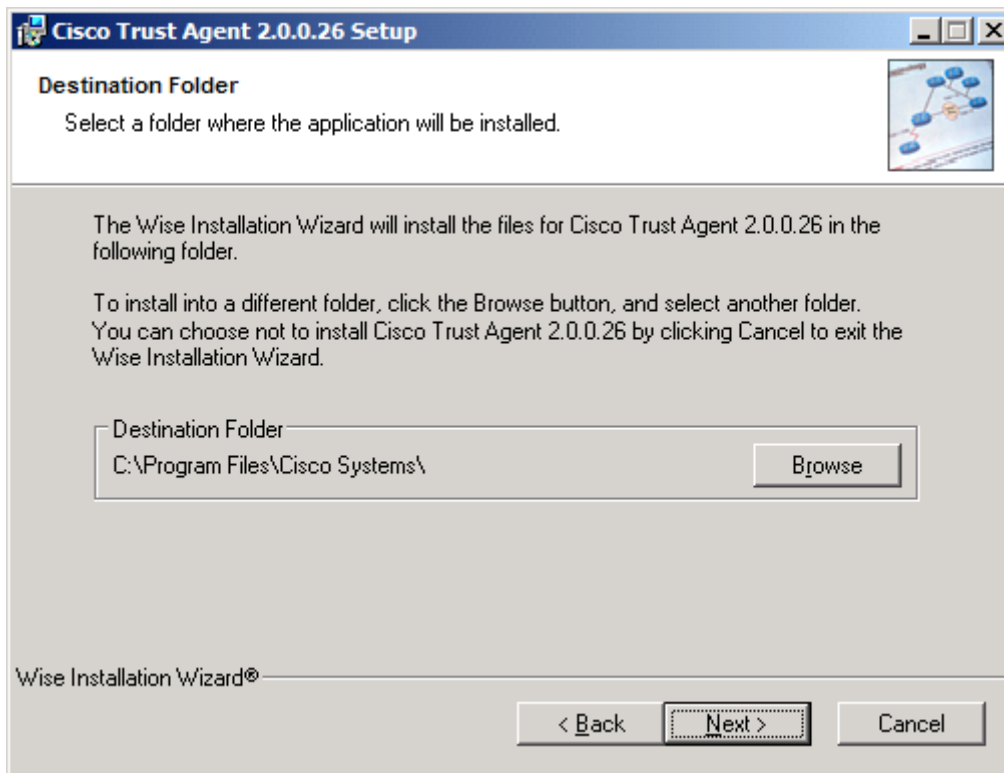 Cisco Trust Agent 2.0.0.26 Setup
Destination Folder
Select a folder where the application will be installed.
The Wise Installation Wizard will install the files for Cisco Trust Agent 2.0.0.26 in the
following folder.
To install into a different folder, click the Browse button, and select another folder.
You can choose not to install Cisco Trust Agent 2.0.0.26 by clicking Cancel to exit the
Wise Installation Wizard.
Destination Folder
C:\Program Files\Cisco Systems\
Browse
Wise Installation Wizard®
< Back
Next >
Cancel